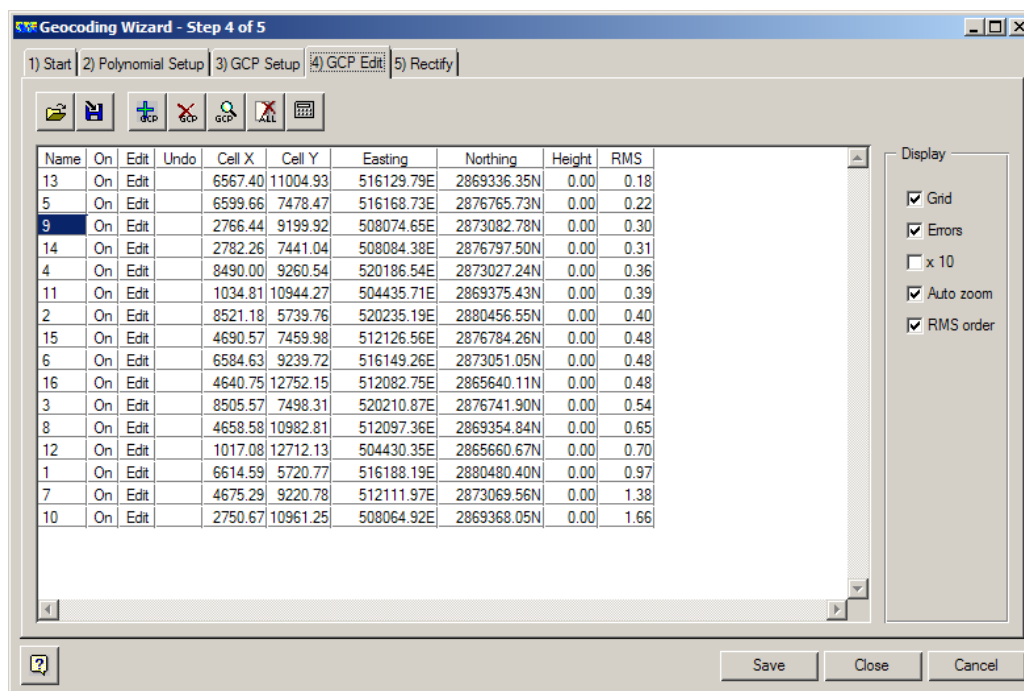 Geocoding Wizard - Step 4 of 5
1) Start 2) Polynomial Setup 3) GCP Setup 4) GCP Edit 5) Rectify
GCP GCP GCP ALL
Name On Edit Undo Cell X Cell Y Easting Northing Height RMS
13 On Edit 6567.40 11004.93 516129.79E 2869336.35N 0.00 0.18
5 On Edit 6599.66 7478.47 516168.73E 2876765.73N 0.00 0.22
9 On Edit 2766.44 9199.92 508074.65E 2873082.78N 0.00 0.30
14 On Edit 2782.26 7441.04 508084.38E 2876797.50N 0.00 0.31
4 On Edit 8490.00 9260.54 520186.54E 2873027.24N 0.00 0.36
11 On Edit 1034.81 10944.27 504435.71E 2869375.43N 0.00 0.39
2 On Edit 8521.18 5739.76 520235.19E 2880456.55N 0.00 0.40
15 On Edit 4690.57 7459.98 512126.56E 2876784.26N 0.00 0.48
6 On Edit 6584.63 9239.72 516149.26E 2873051.05N 0.00 0.48
16 On Edit 4640.75 12752.15 512082.75E 2865640.11N 0.00 0.48
3 On Edit 8505.57 7498.31 520210.87E 2876741.90N 0.00 0.54
8 On Edit 4658.58 10982.81 512097.36E 2869354.84N 0.00 0.65
12 On Edit 1017.08 12712.13 504430.35E 2865660.67N 0.00 0.70
1 On Edit 6614.59 5720.77 516188.19E 2880480.40N 0.00 0.97
7 On Edit 4675.29 9220.78 512111.97E 2873069.56N 0.00 1.38
10 On Edit 2750.67 10961.25 508064.92E 2869368.05N 0.00 1.66
Display
Grid
Errors
x 10
Auto zoom
RMS order
Save Close Cancel